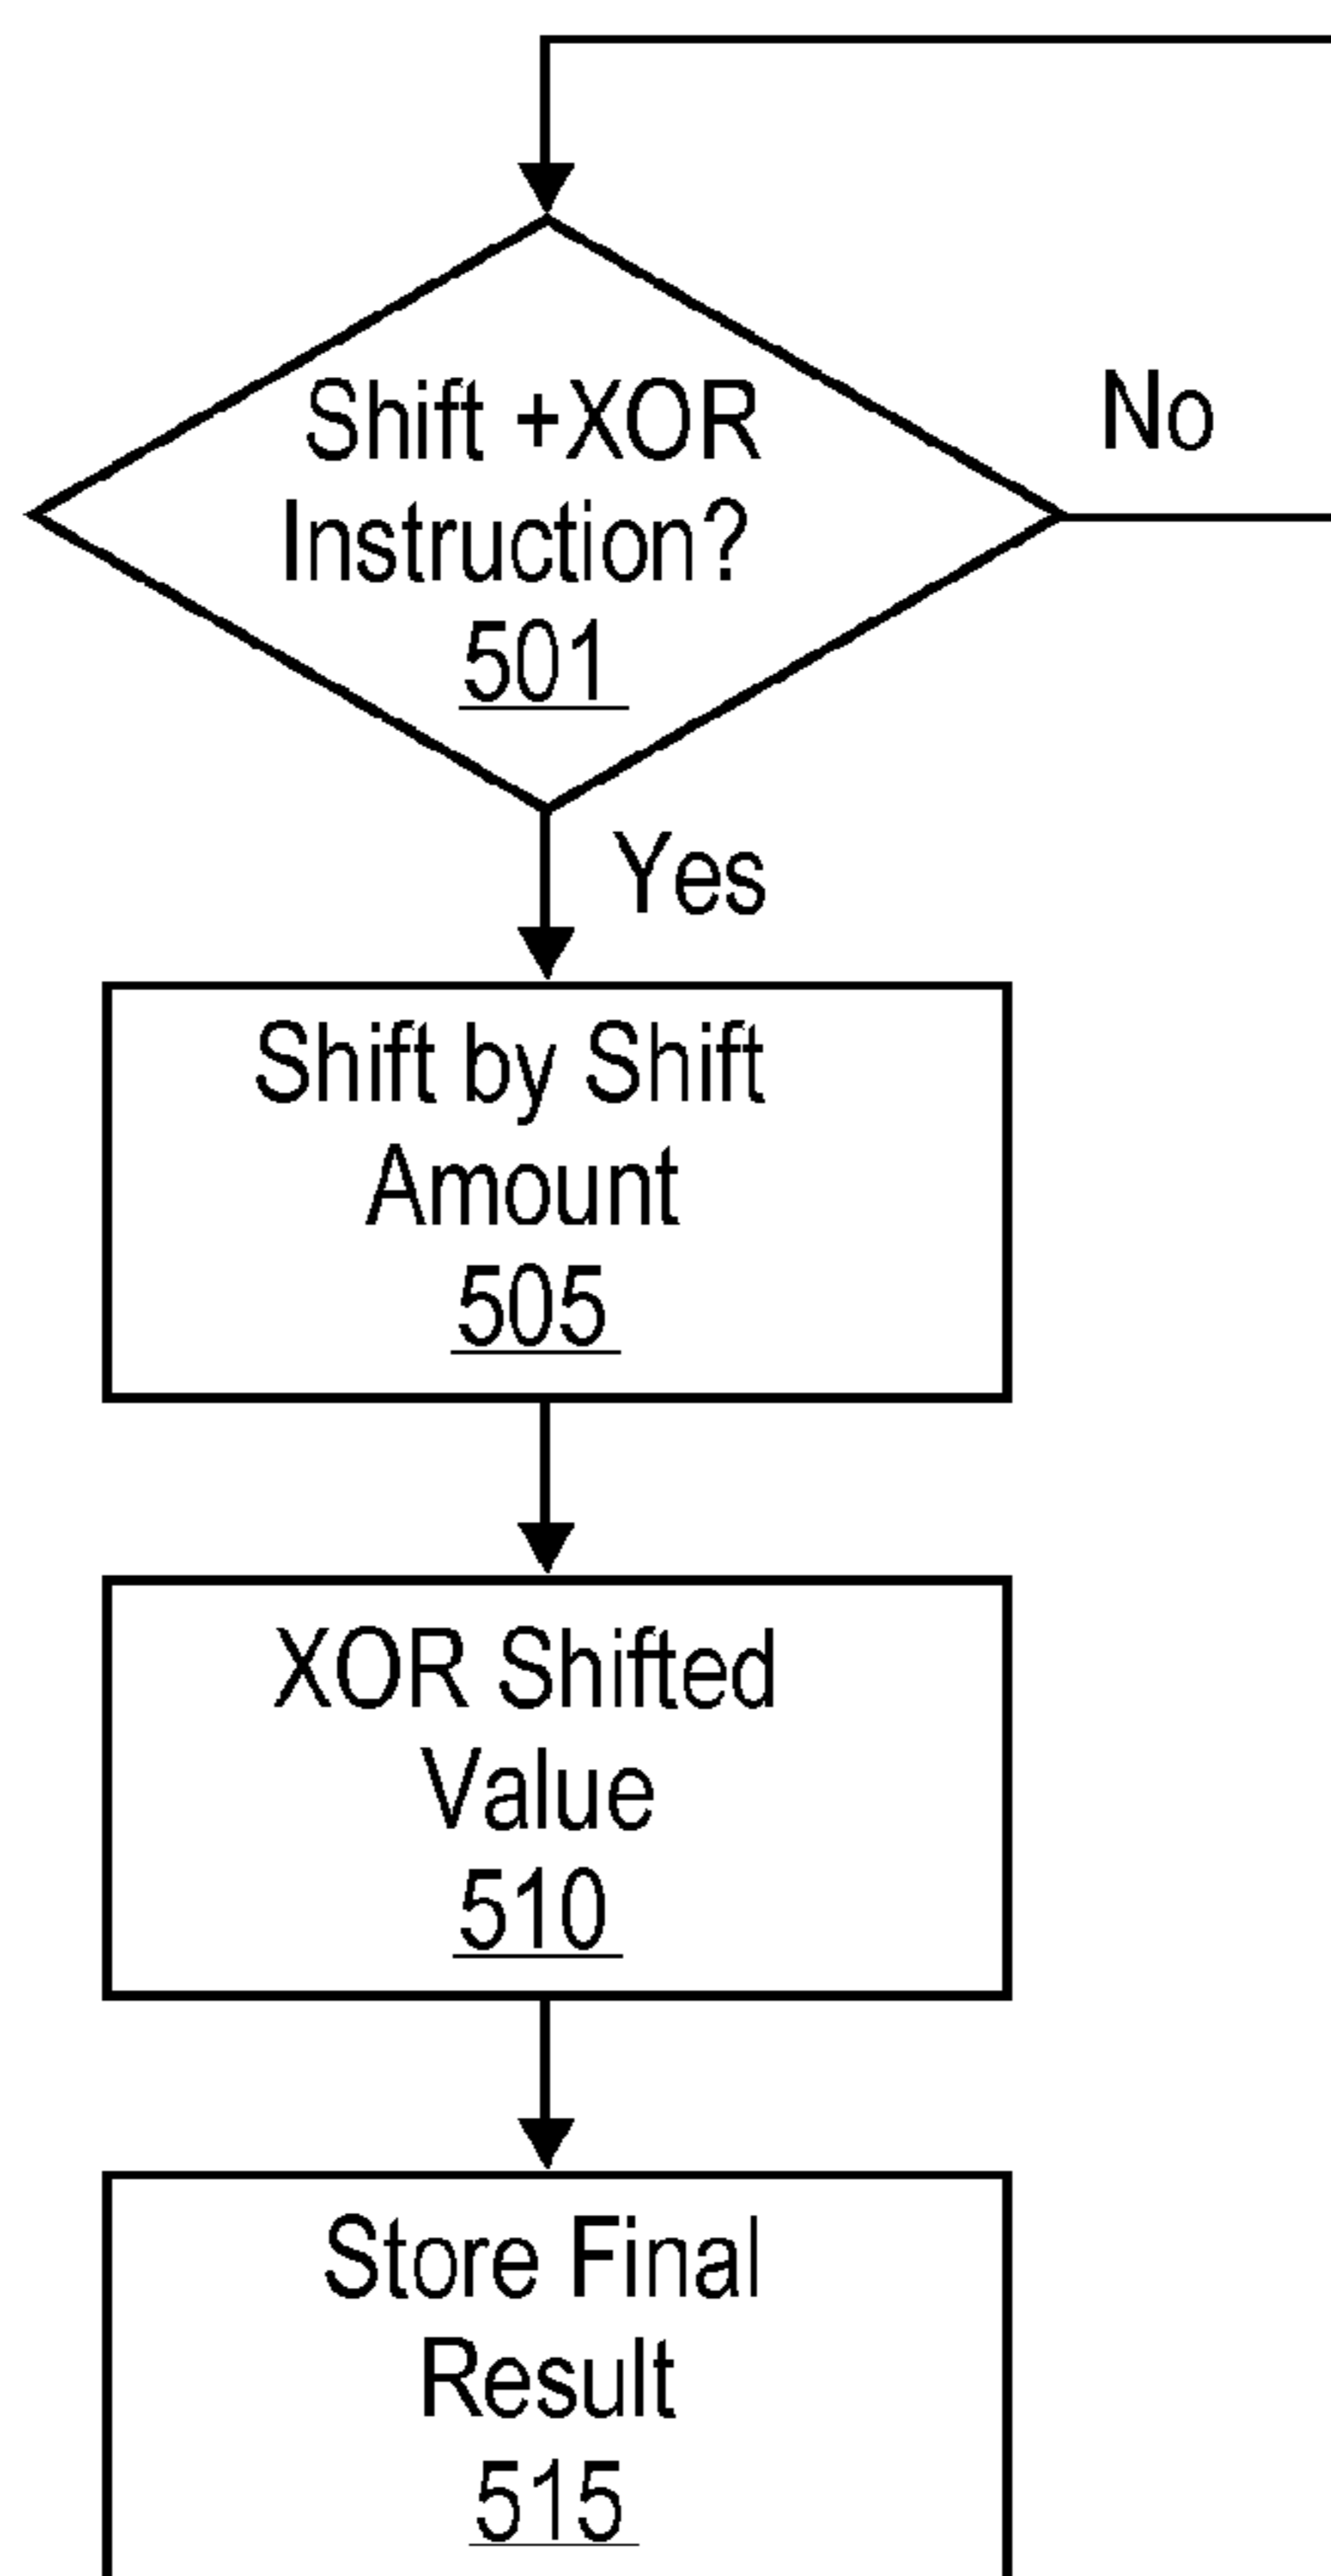 Shift +XOR
Instruction?
501
No
Yes
Shift by Shift
Amount
505
XOR Shifted
Value
510
Store Final
Result
515